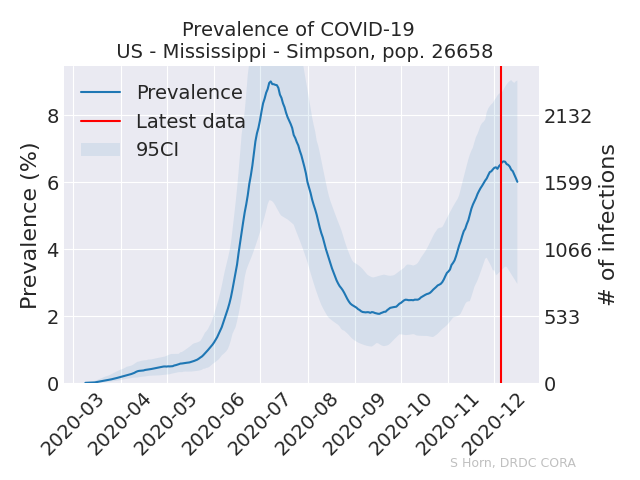 Prevalence of COVID-19
US - Mississippi - Simpson, pop. 26658
Prevalence
Latest data
95CI
Prevalence (%)
8
6
4
2
0
2132
1599
1066
533
0
# of infections
2020-03
2020-04
2020-05
2020-06
2020-07
2020-08
2020-09
2020-10
2020-11
2020-12
S Horn, DRDC CORA